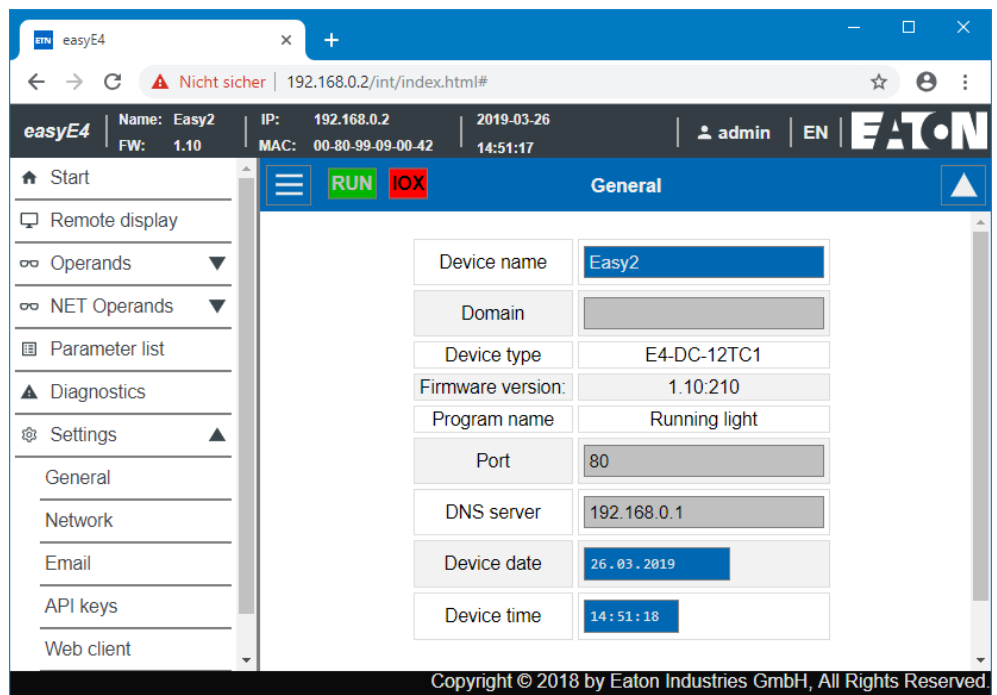 ETN easyE4
Nicht sicher | 192.168.0.2/int/index.html#
easyE4
Name: Easy2
FW: 1.10
IP: 192.168.0.2
MAC: 00-80-99-09-00-42
2019-03-26
14:51:17
admin
EN
EATON
Start
Remote display
Operands
NET Operands
Parameter list
Diagnostics
Settings
General
Network
Email
API keys
Web client
RUN IOX General
Device name Easy2
Domain
Device type E4-DC-12TC1
Firmware version: 1.10:210
Program name Running light
Port 80
DNS server 192.168.0.1
Device date 26.03.2019
Device time 14:51:18
Copyright © 2018 by Eaton Industries GmbH, All Rights Reserved.